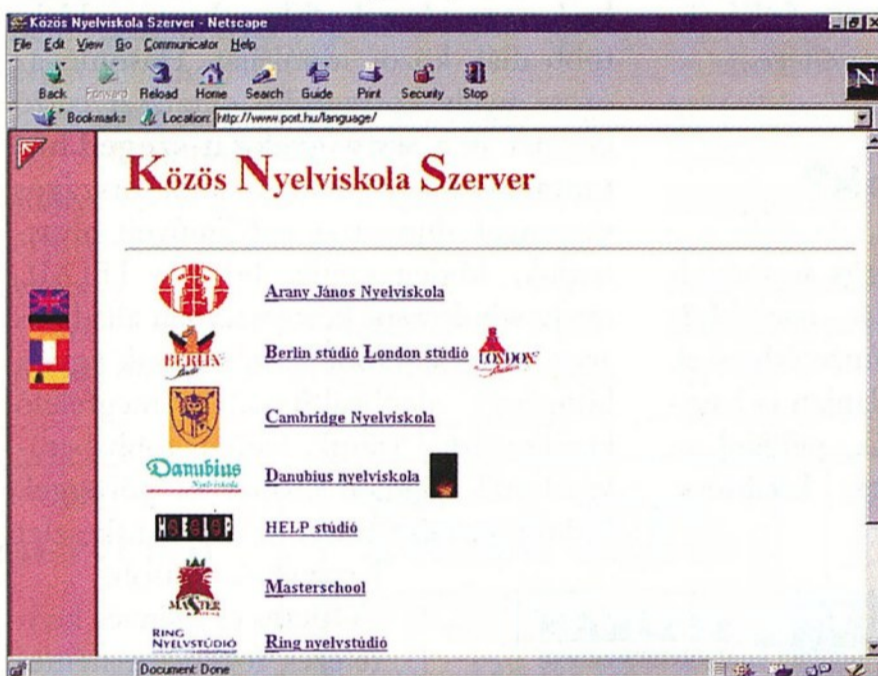 Közös Nyelviskola Szerver - Netscape
File Edit View Go Communicator Help
Back Forward Reload Home Search Guide Print Security Stop
N
Bookmarks Location: http://www.port.hu/language/
Közös Nyelviskola Szerver
Arany János Nyelviskola
BERLIN Studio Berlin stúdió London stúdió LONDON Studio
Cambridge Nyelviskola
Danubius Nyelviskola Danubius nyelviskola
HELP stúdió
MASTER Masterschool
RING NYELVSTÚDIÓ Ring nyelvstúdió
Document: Done